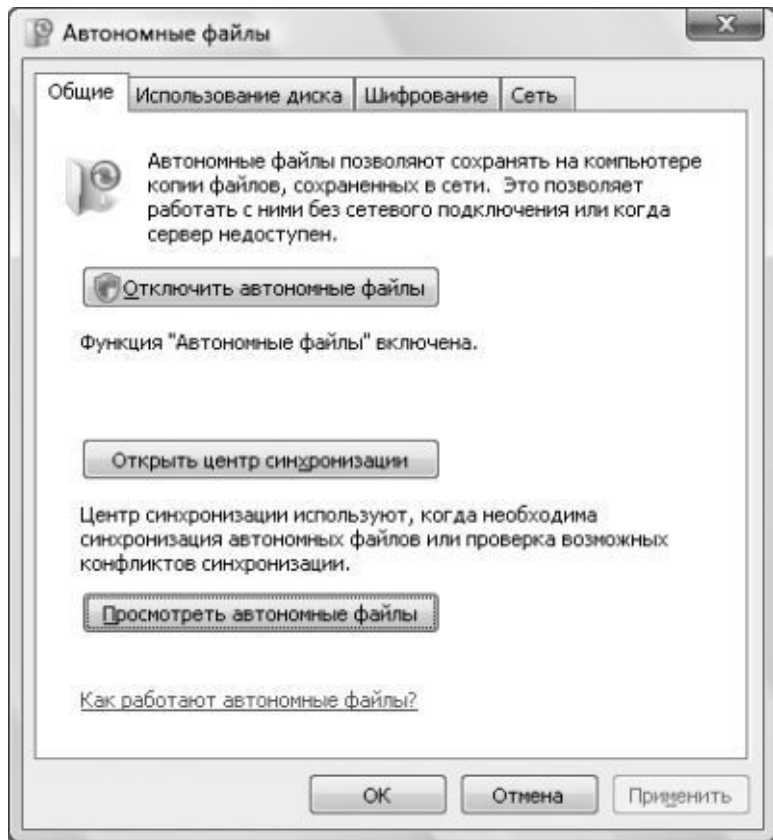 Автономные файлы
Общие Использование диска Шифрование Сеть
Автономные файлы позволяют сохранять на компьютере
копии файлов, сохраненных в сети. Это позволяет
работать с ними без сетевого подключения или когда
сервер недоступен.
Отключить автономные файлы
Функция "Автономные файлы" включена.
Открыть центр синхронизации
Центр синхронизации используют, когда необходима
синхронизация автономных файлов или проверка возможных
конфликтов синхронизации.
Просмотреть автономные файлы
Как работают автономные файлы?
ОК Отмена Применить